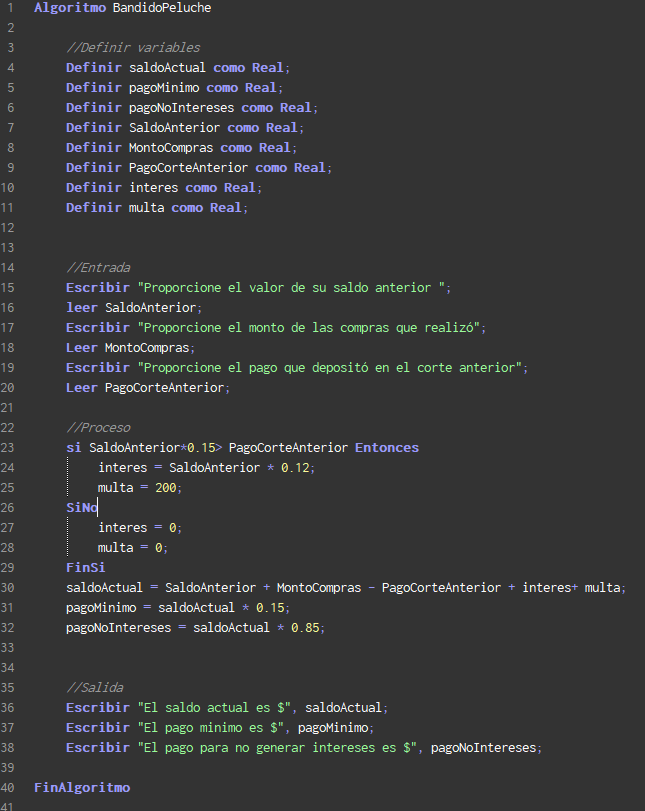 1 Algoritmo BandidoPeluche
2
3 //Definir variables
4 Definir saldoActual como Real;
5 Definir pagoMinimo como Real;
6 Definir pagoNoIntereses como Real;
7 Definir SaldoAnterior como Real;
8 Definir MontoCompras como Real;
9 Definir PagoCorteAnterior como Real;
10 Definir interes como Real;
11 Definir multa como Real;
12
13
14 //Entrada
15 Escribir "Proporcione el valor de su saldo anterior ";
16 leer SaldoAnterior;
17 Escribir "Proporcione el monto de las compras que realizó";
18 Leer MontoCompras;
19 Escribir "Proporcione el pago que depositó en el corte anterior";
20 Leer PagoCorteAnterior;
21
22 //Proceso
23 si SaldoAnterior*0.15> PagoCorteAnterior Entonces
24 interes = SaldoAnterior * 0.12;
25 multa = 200;
26 SiNo
27 interes = 0;
28 multa = 0;
29 FinSi
30 saldoActual = SaldoAnterior + MontoCompras - PagoCorteAnterior + interes+ multa;
31 pagoMinimo = saldoActual * 0.15;
32 pagoNoIntereses = saldoActual * 0.85;
33
34
35 //Salida
36 Escribir "El saldo actual es $", saldoActual;
37 Escribir "El pago minimo es $", pagoMinimo;
38 Escribir "El pago para no generar intereses es $", pagoNoIntereses;
39
40 FinAlgoritmo
41